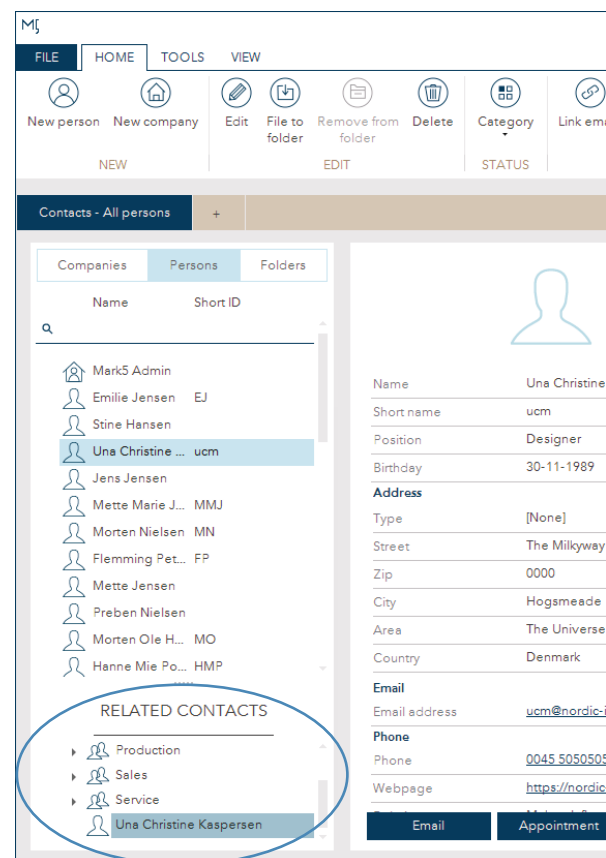 FILE HOME TOOLS VIEW
New person New company Edit File to folder Remove from folder Delete Category
NEW EDIT STATUS
Contacts - All persons +
Companies Persons Folders
Name Short ID
Mark5 Admin
Emilie Jensen EJ
Stine Hansen
Una Christine ... ucm
Jens Jensen
Mette Marie J... MMJ
Morten Nielsen MN
Flemming Pet... FP
Mette Jensen
Preben Nielsen
Morten Ole H... MO
Hanne Mie Po... HMP
RELATED CONTACTS
Production
Sales
Service
Una Christine Kaspersen
Name Una Christine
Short name ucm
Position Designer
Birthday 30-11-1989
Address
Type [None]
Street The Milkyway
Zip 0000
City Hogsmeade
Area The Universe
Country Denmark
Email
Email address ucm@nordic-i
Phone
Phone 0045 5050505
Webpage https://nordic
Email Appointment